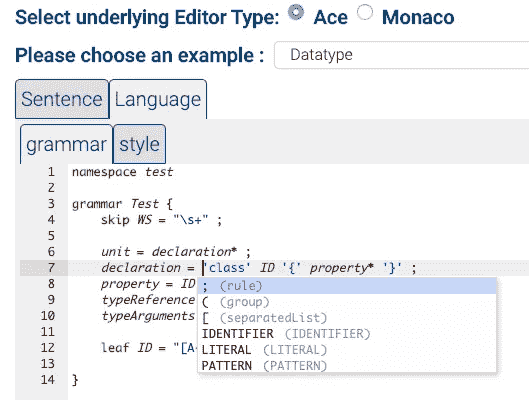 Select underlying Editor Type: Ace Monaco
Please choose an example : Datatype
Sentence Language
grammar style
1 namespace test
2
3 grammar Test {
4 skip WS = "\s+" ;
5
6 unit = declaration* ;
7 declaration = 'class' ID '{' property* '}' ;
8 property = ID
; (rule)
9 typeReference
( (group)
10 typeArguments
[ (separatedList)
11
IDENTIFIER (IDENTIFIER)
12 leaf ID = "[A
LITERAL (LITERAL)
13
PATTERN (PATTERN)
14 }